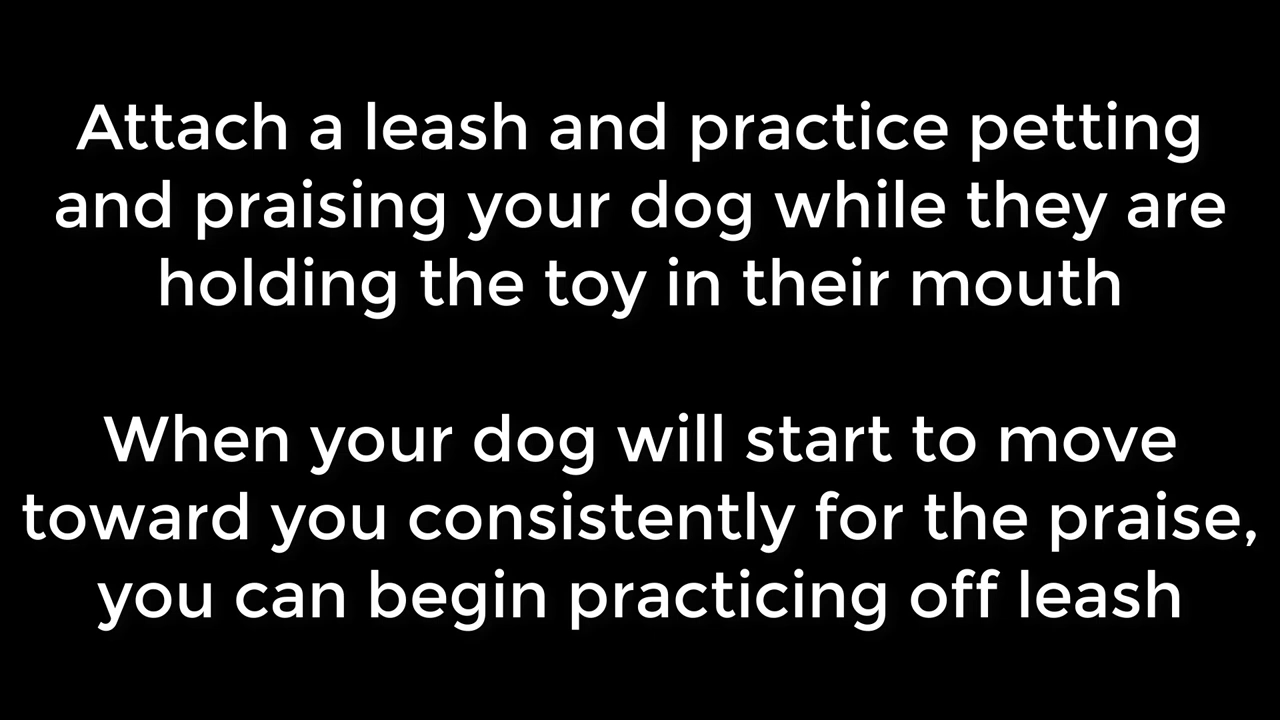 Attach a leash and practice petting
and praising your dog while they are
holding the toy in their mouth
When your dog will start to move
toward you consistently for the praise,
you can begin practicing off leash